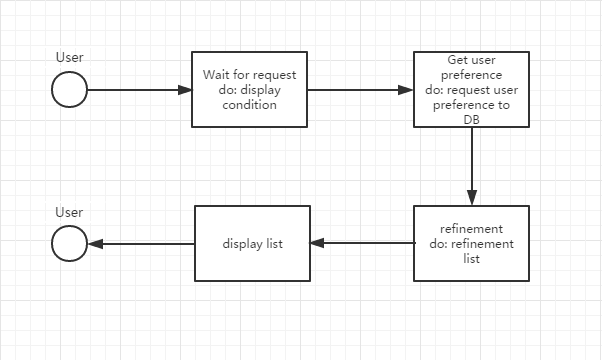 User
Wait for request
do: display
condition
Get user
preference
do: request user
preference to
DB
User
display list
refinement
do: refinement
list